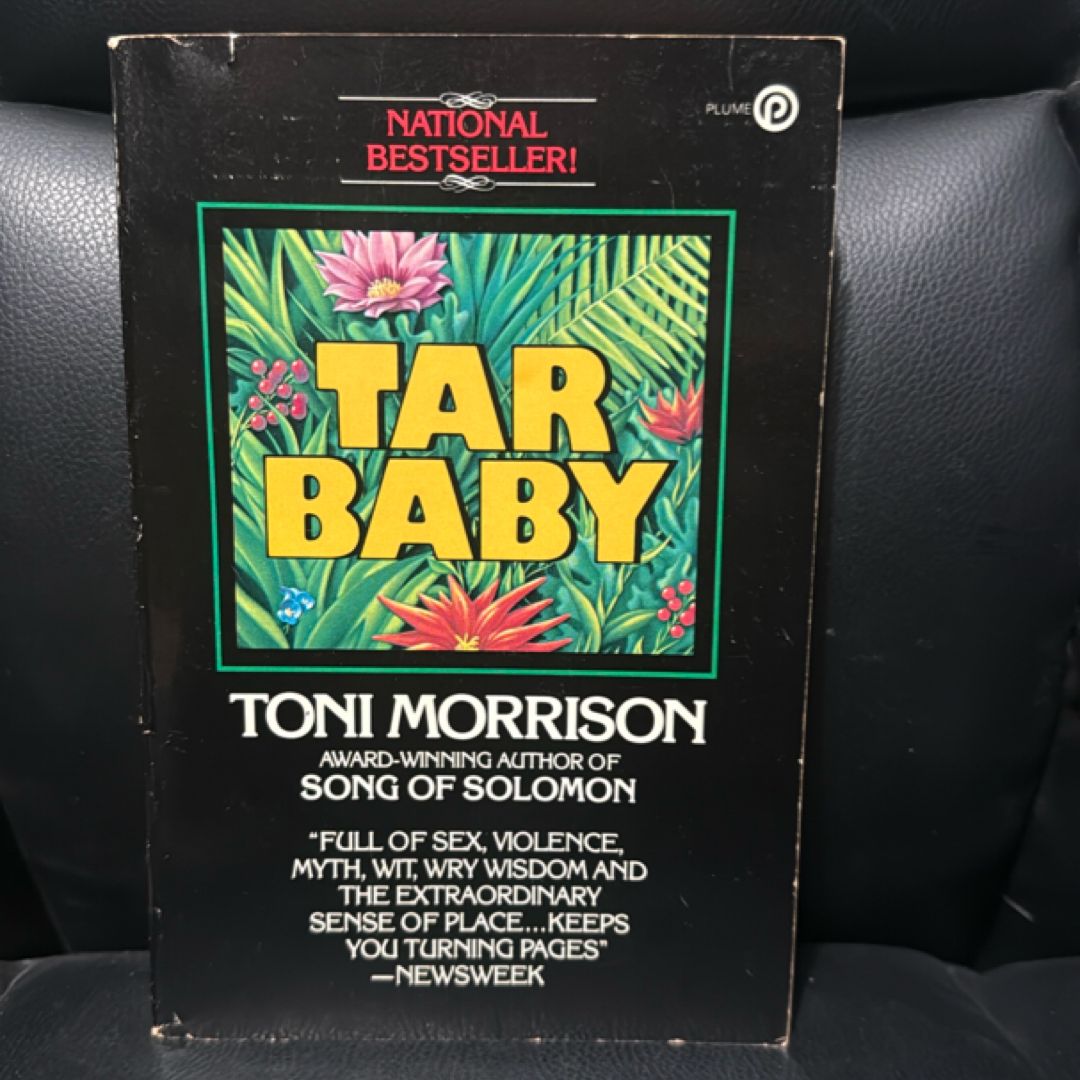 NATIONAL
BESTSELLER!
PLUME P
TAR
BABY
TONI MORRISON
AWARD-WINNING AUTHOR OF
SONG OF SOLOMON
"FULL OF SEX, VIOLENCE,
MYTH, WIT, WRY WISDOM AND
THE EXTRAORDINARY
SENSE OF PLACE...KEEPS
YOU TURNING PAGES"
—NEWSWEEK